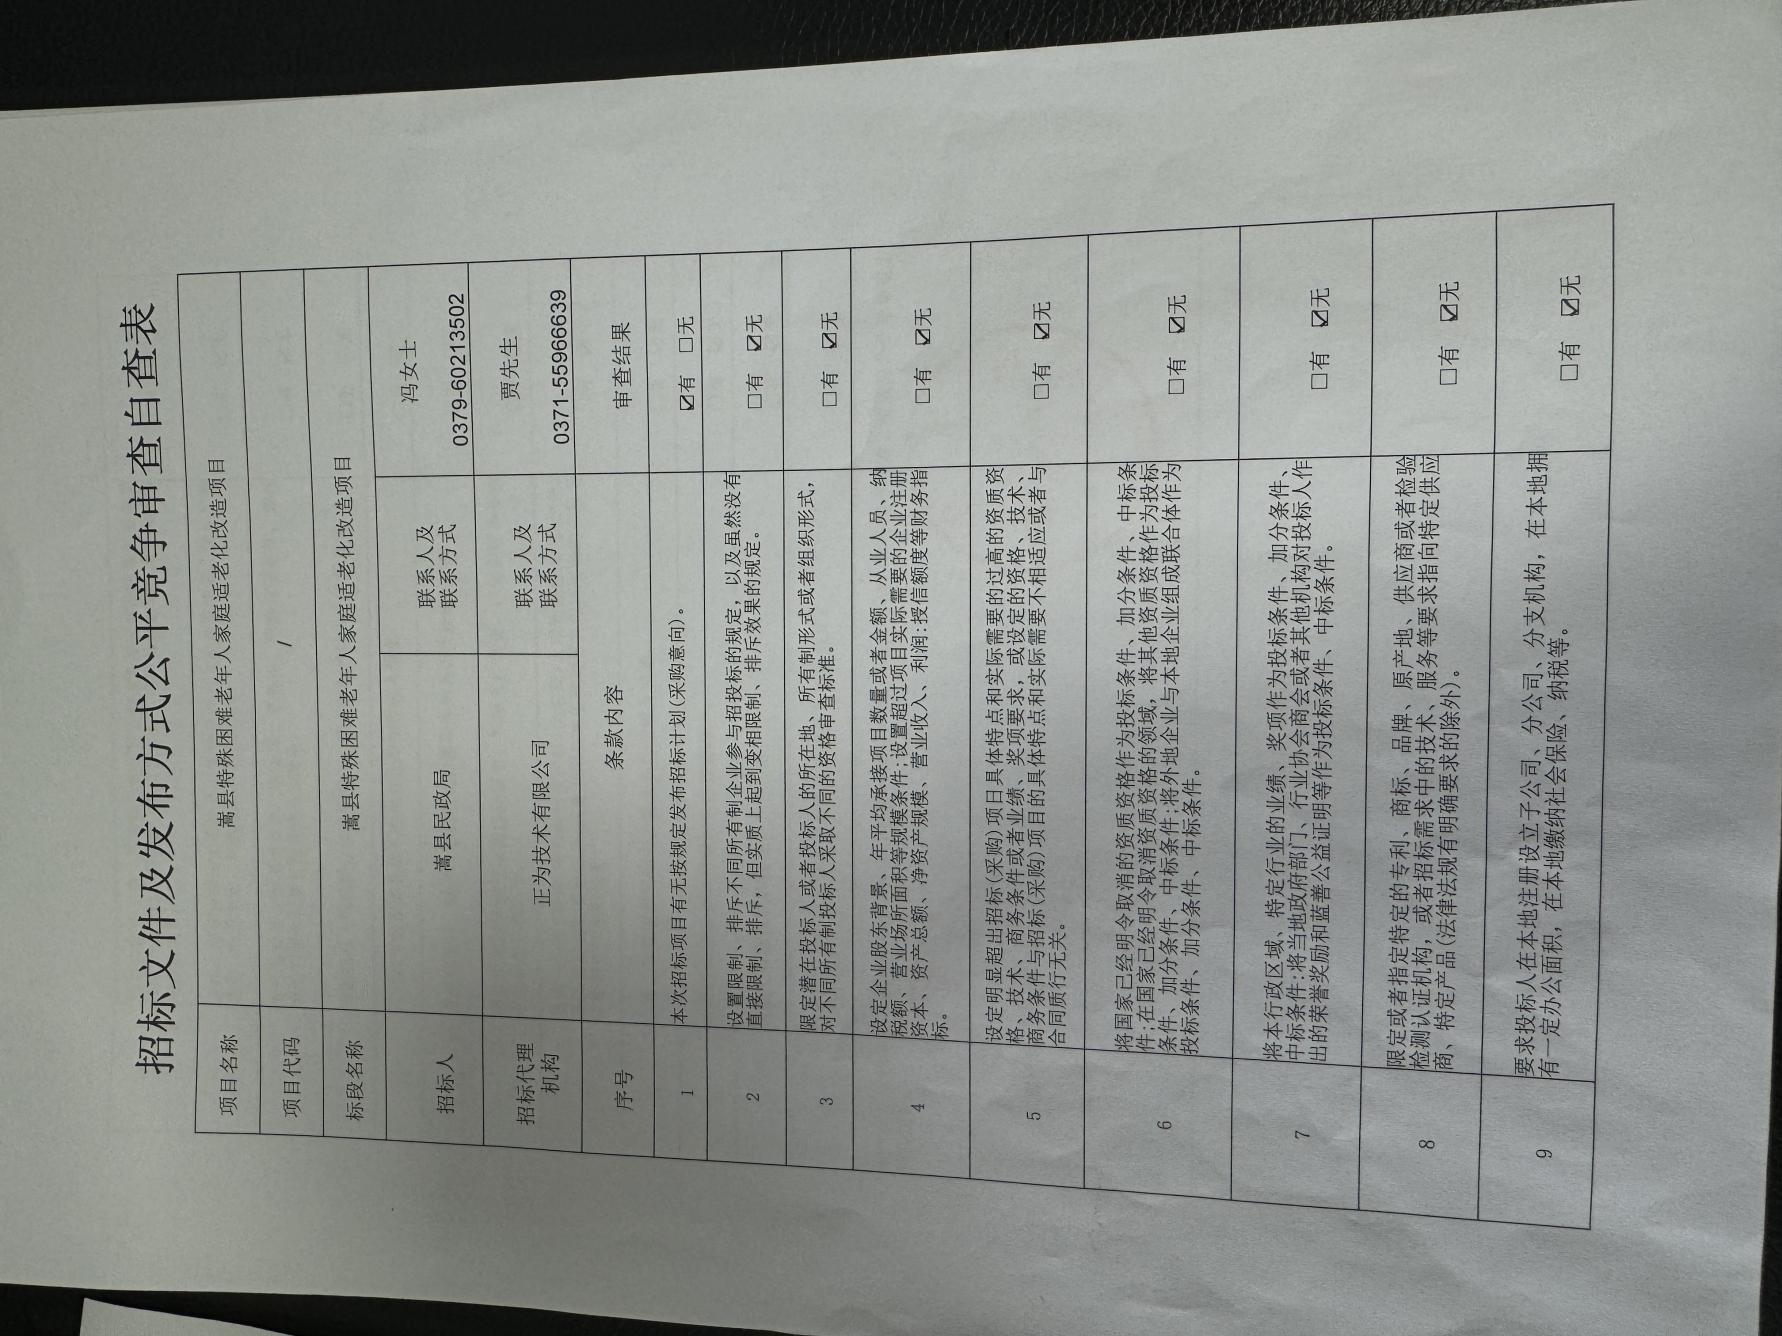 招标文件及发布方式公平竞争审查自查表
项目名称 嵩县特殊困难老年人家庭适老化改造项目
项目代码 /
标段名称 嵩县特殊困难老年人家庭适老化改造项目
招标人 嵩县民政局 联系人及
联系方式 冯女士
0379-60213502
招标代理
机构 正为技术有限公司 联系人及
联系方式 贾先生
0371-55966639
序号 条款内容 审查结果
1 本次招标项目有无按规定发布招标计划(采购意向)。 ☑有 □无
2 设置限制、排斥不同所有制企业参与招投标的规定，以及虽然没有
直接限制、排斥，但实质上起到变相限制、排斥效果的规定。 □有 ☑无
3 限定潜在投标人或者投标人的所在地、所有制形式或者组织形式，
对不同所有制投标人采取不同的资格审查标准。 □有 ☑无
4 设定企业股东背景、年平均承接项目数量或者金额、从业人员、纳
税额、营业场所面积等规模条件;设置超过项目实际需要的企业注册
资本、资产总额、净资产规模、营业收入、利润;授信额度等财务指
标。 □有 ☑无
5 设定明显超出招标(采购)项目具体特点和实际需要的过高的资质资
格、技术、商务条件或者业绩、奖项要求，或设定的资格、技术、
商务条件与招标(采购)项目的具体特点和实际需要不相适应或者与
合同质行无关。 □有 ☑无
6 将国家已经明令取消的资质资格作为投标条件、加分条件、中标条
件;在国家已经明令取消资质资格的领域，将其他资质资格作为投标
条件、加分条件、中标条件;将外地企业与本地企业组成联合体作为
投标条件、加分条件、中标条件。 □有 ☑无
7 将本行政区域、特定行业的业绩、奖项作为投标条件、加分条件、
中标条件;将当地政府部门、行业协会商会或者其他机构对投标人作
出的荣誉奖励和蓝善公益证明等作为投标条件、中标条件。 □有 ☑无
8 限定或者指定特定的专利、商标、品牌、原产地、供应商或者检验
检测认证机构，或者招标需求中的技术、服务等要求指向特定供应
商、特定产品(法律法规有明确要求的除外)。 □有 ☑无
9 要求投标人在本地注册设立子公司、分公司、分支机构，在本地拥
有一定办公面积，在本地缴纳社会保险、纳税等。 □有 ☑无